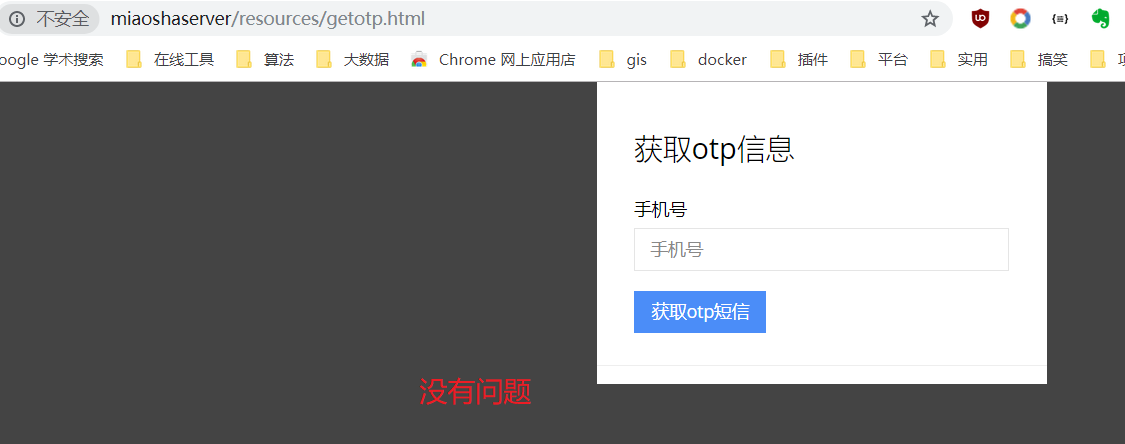 不安全 miaoshaserver/resources/getotp.html
oogle 学术搜索 在线工具 算法 大数据 Chrome 网上应用店 gis docker 插件 平台 实用 搞笑
获取otp信息
手机号
手机号
获取otp短信
没有问题